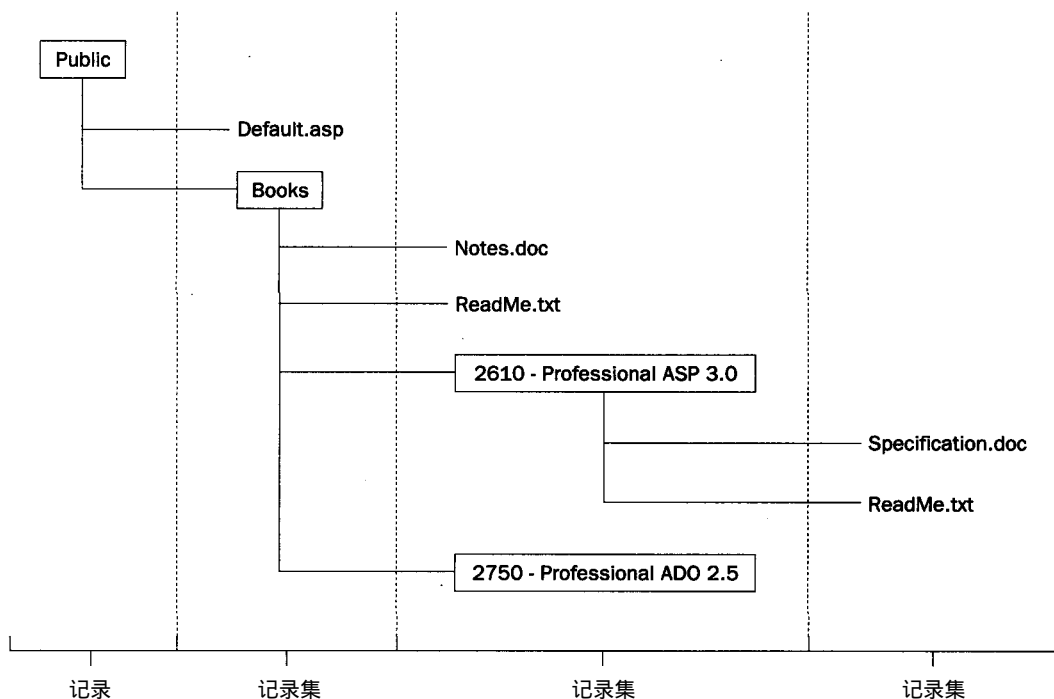 Public
Default.asp
Books
Notes.doc
ReadMe.txt
2610 - Professional ASP 3.0
Specification.doc
ReadMe.txt
2750 - Professional ADO 2.5
记录 记录集 记录集 记录集